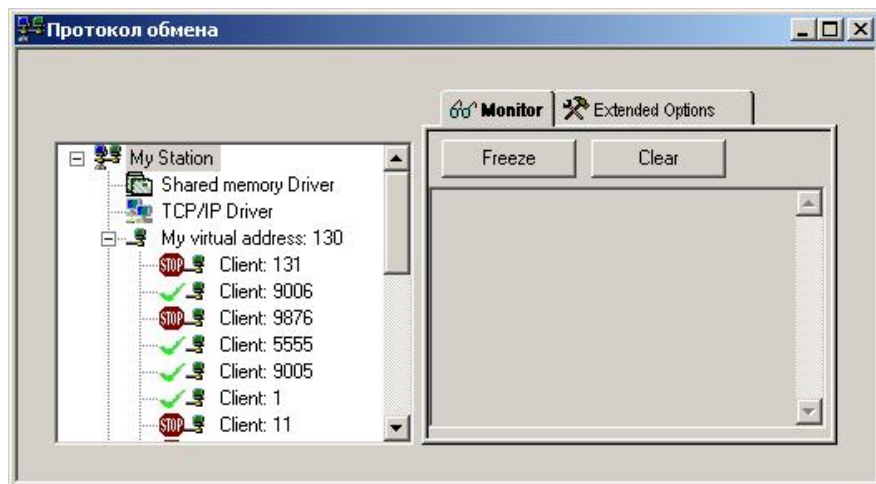 Протокол обмена
Monitor
Extended Options
Freeze
Clear
My Station
Shared memory Driver
TCP/IP Driver
My virtual address: 130
STOP Client: 131
Client: 9006
STOP Client: 9876
Client: 5555
Client: 9005
Client: 1
STOP Client: 11